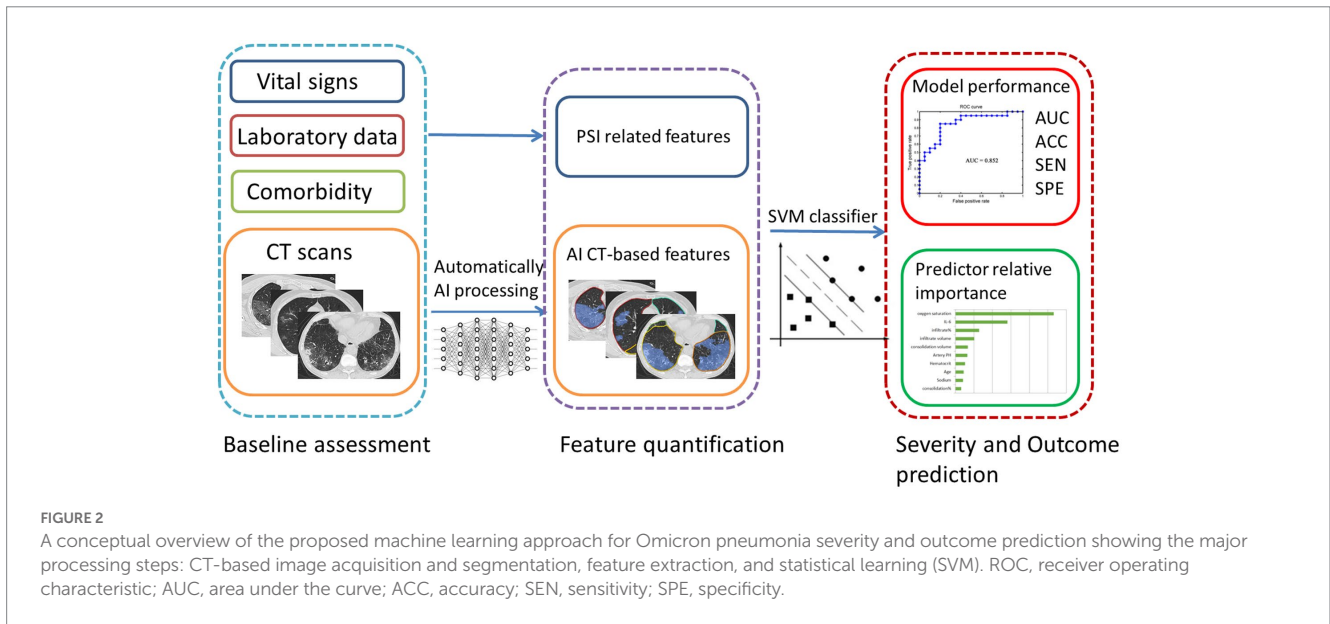 Vital signs
Laboratory data
Comorbidity
CT scans
Baseline assessment
Automatically
AI processing
PSI related features
AI CT-based features
Feature quantification
SVM classifier
Model performance
ROC curve
True positive rate
AUC = 0.852
False positive rate
AUC
ACC
SEN
SPE
Predictor relative
importance
oxygen saturation
IL-6
infiltrate%
infiltrate volume
consolidation volume
Artery PH
Hematocrit
Age
Sodium
consolidation%
Severity and Outcome
prediction
FIGURE 2
A conceptual overview of the proposed machine learning approach for Omicron pneumonia severity and outcome prediction showing the major
processing steps: CT-based image acquisition and segmentation, feature extraction, and statistical learning (SVM). ROC, receiver operating
characteristic; AUC, area under the curve; ACC, accuracy; SEN, sensitivity; SPE, specificity.